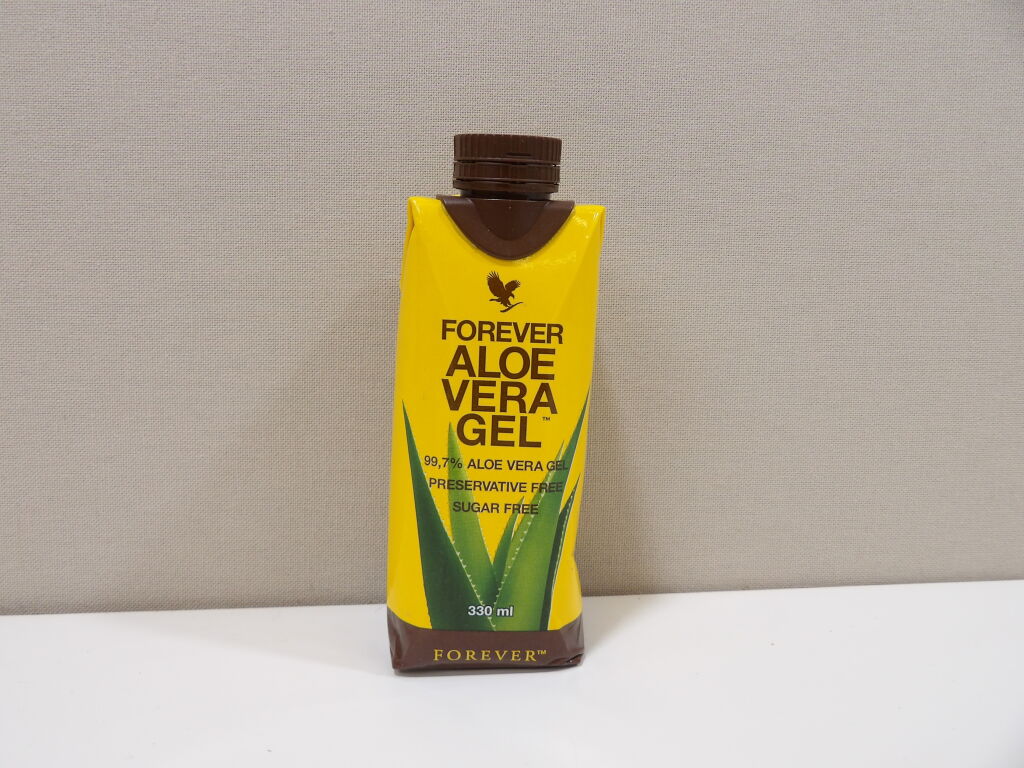 FOREVER
ALOE
VERA
GEL™
99,7% ALOE VERA GEL
PRESERVATIVE FREE
SUGAR FREE
330 ml
FOREVER™